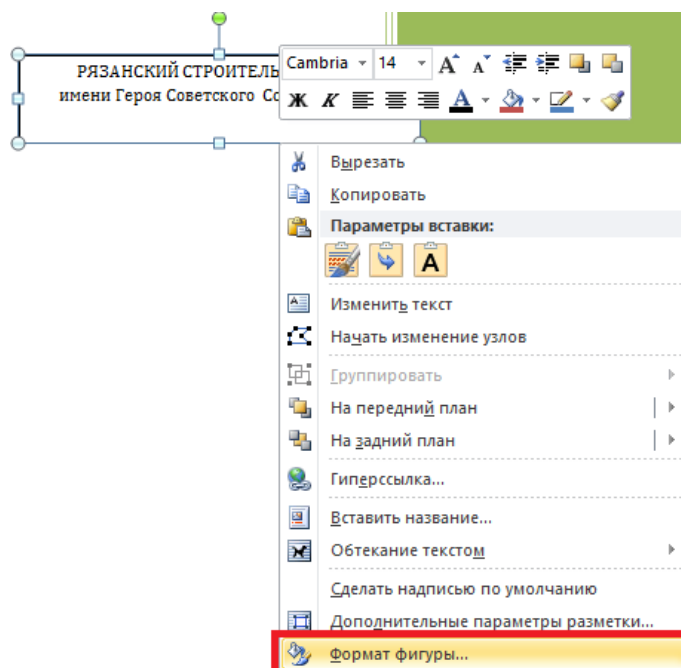 РЯЗАНСКИЙ СТРОИТЕЛЬ
имени Героя Советского Со
Cambria 14 A A
Ж К A
Вырезать
Копировать
Параметры вставки:
A
A
Изменить текст
Начать изменение узлов
Группировать
На передний план
На задний план
Гиперссылка...
Вставить название...
Обтекание текстом
Сделать надписью по умолчанию
Дополнительные параметры разметки...
Формат фигуры...